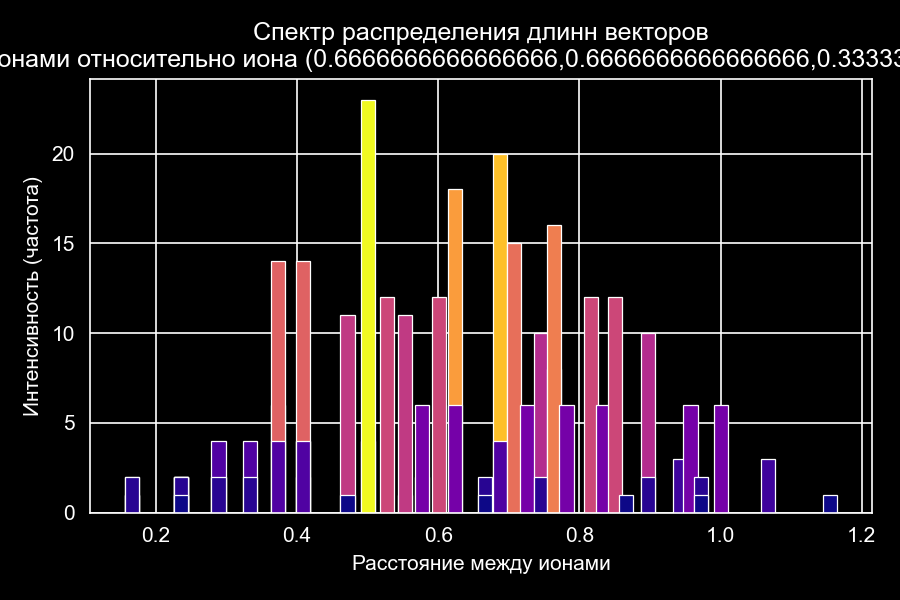 Спектр распределения длинн векторов
онами относительно иона (0.6666666666666666,0.6666666666666666,0.33333
Интенсивность (частота)
20
15
10
5
0
0.2 0.4 0.6 0.8 1.0 1.2
Расстояние между ионами